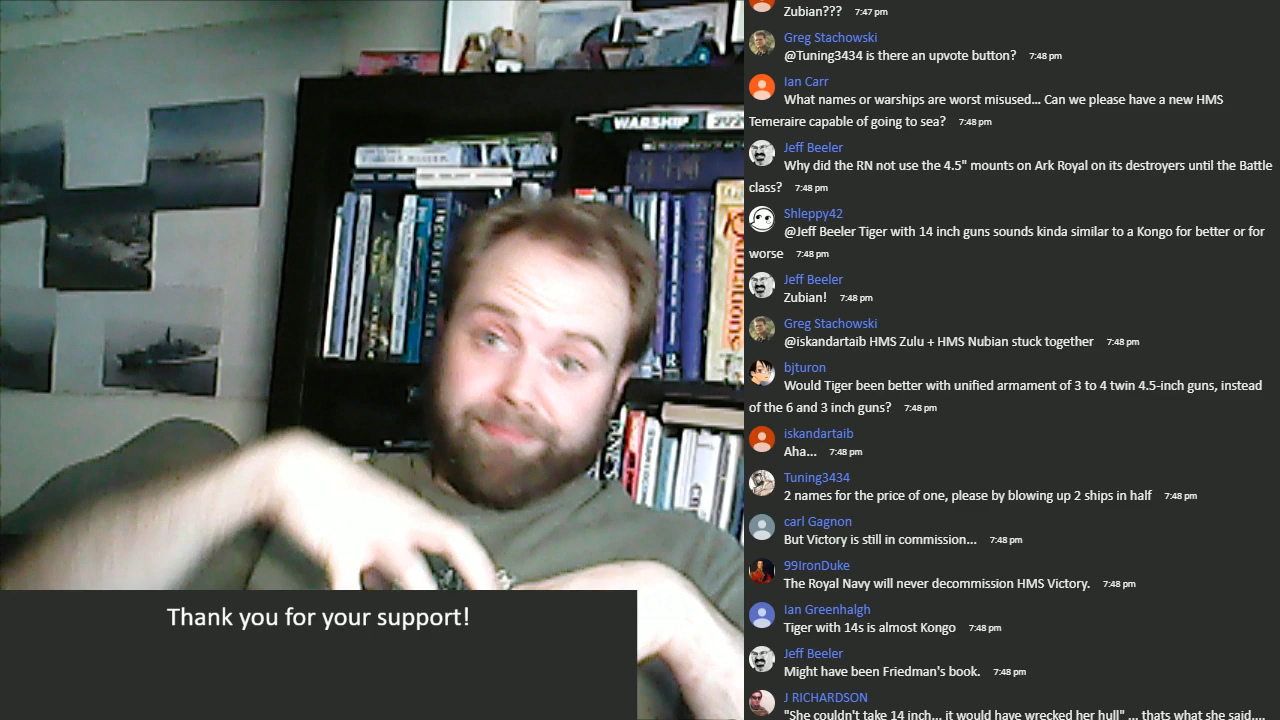 WARSHIP 202
Thank you for your support!
Zubian??? 7:47 pm
Greg Stachowski
@Tuning3434 is there an upvote button? 7:48 pm
Ian Carr
What names or warships are worst misused... Can we please have a new HMS
Temeraire capable of going to sea? 7:48 pm
Jeff Beeler
Why did the RN not use the 4.5" mounts on Ark Royal on its destroyers until the Battle
class? 7:48 pm
Shleppy42
@Jeff Beeler Tiger with 14 inch guns sounds kinda similar to a Kongo for better or for
worse 7:48 pm
Jeff Beeler
Zubian! 7:48 pm
Greg Stachowski
@iskandartaib HMS Zulu + HMS Nubian stuck together 7:48 pm
bjturon
Would Tiger been better with unified armament of 3 to 4 twin 4.5-inch guns, instead
of the 6 and 3 inch guns? 7:48 pm
iskandartaib
Aha... 7:48 pm
Tuning3434
2 names for the price of one, please by blowing up 2 ships in half 7:48 pm
carl Gagnon
But Victory is still in commission... 7:48 pm
99IronDuke
The Royal Navy will never decommission HMS Victory. 7:48 pm
Ian Greenhalgh
Tiger with 14s is almost Kongo 7:48 pm
Jeff Beeler
Might have been Friedman's book. 7:48 pm
J RICHARDSON
"She couldn't take 14 inch... it would have wrecked her hull" ... thats what she said....